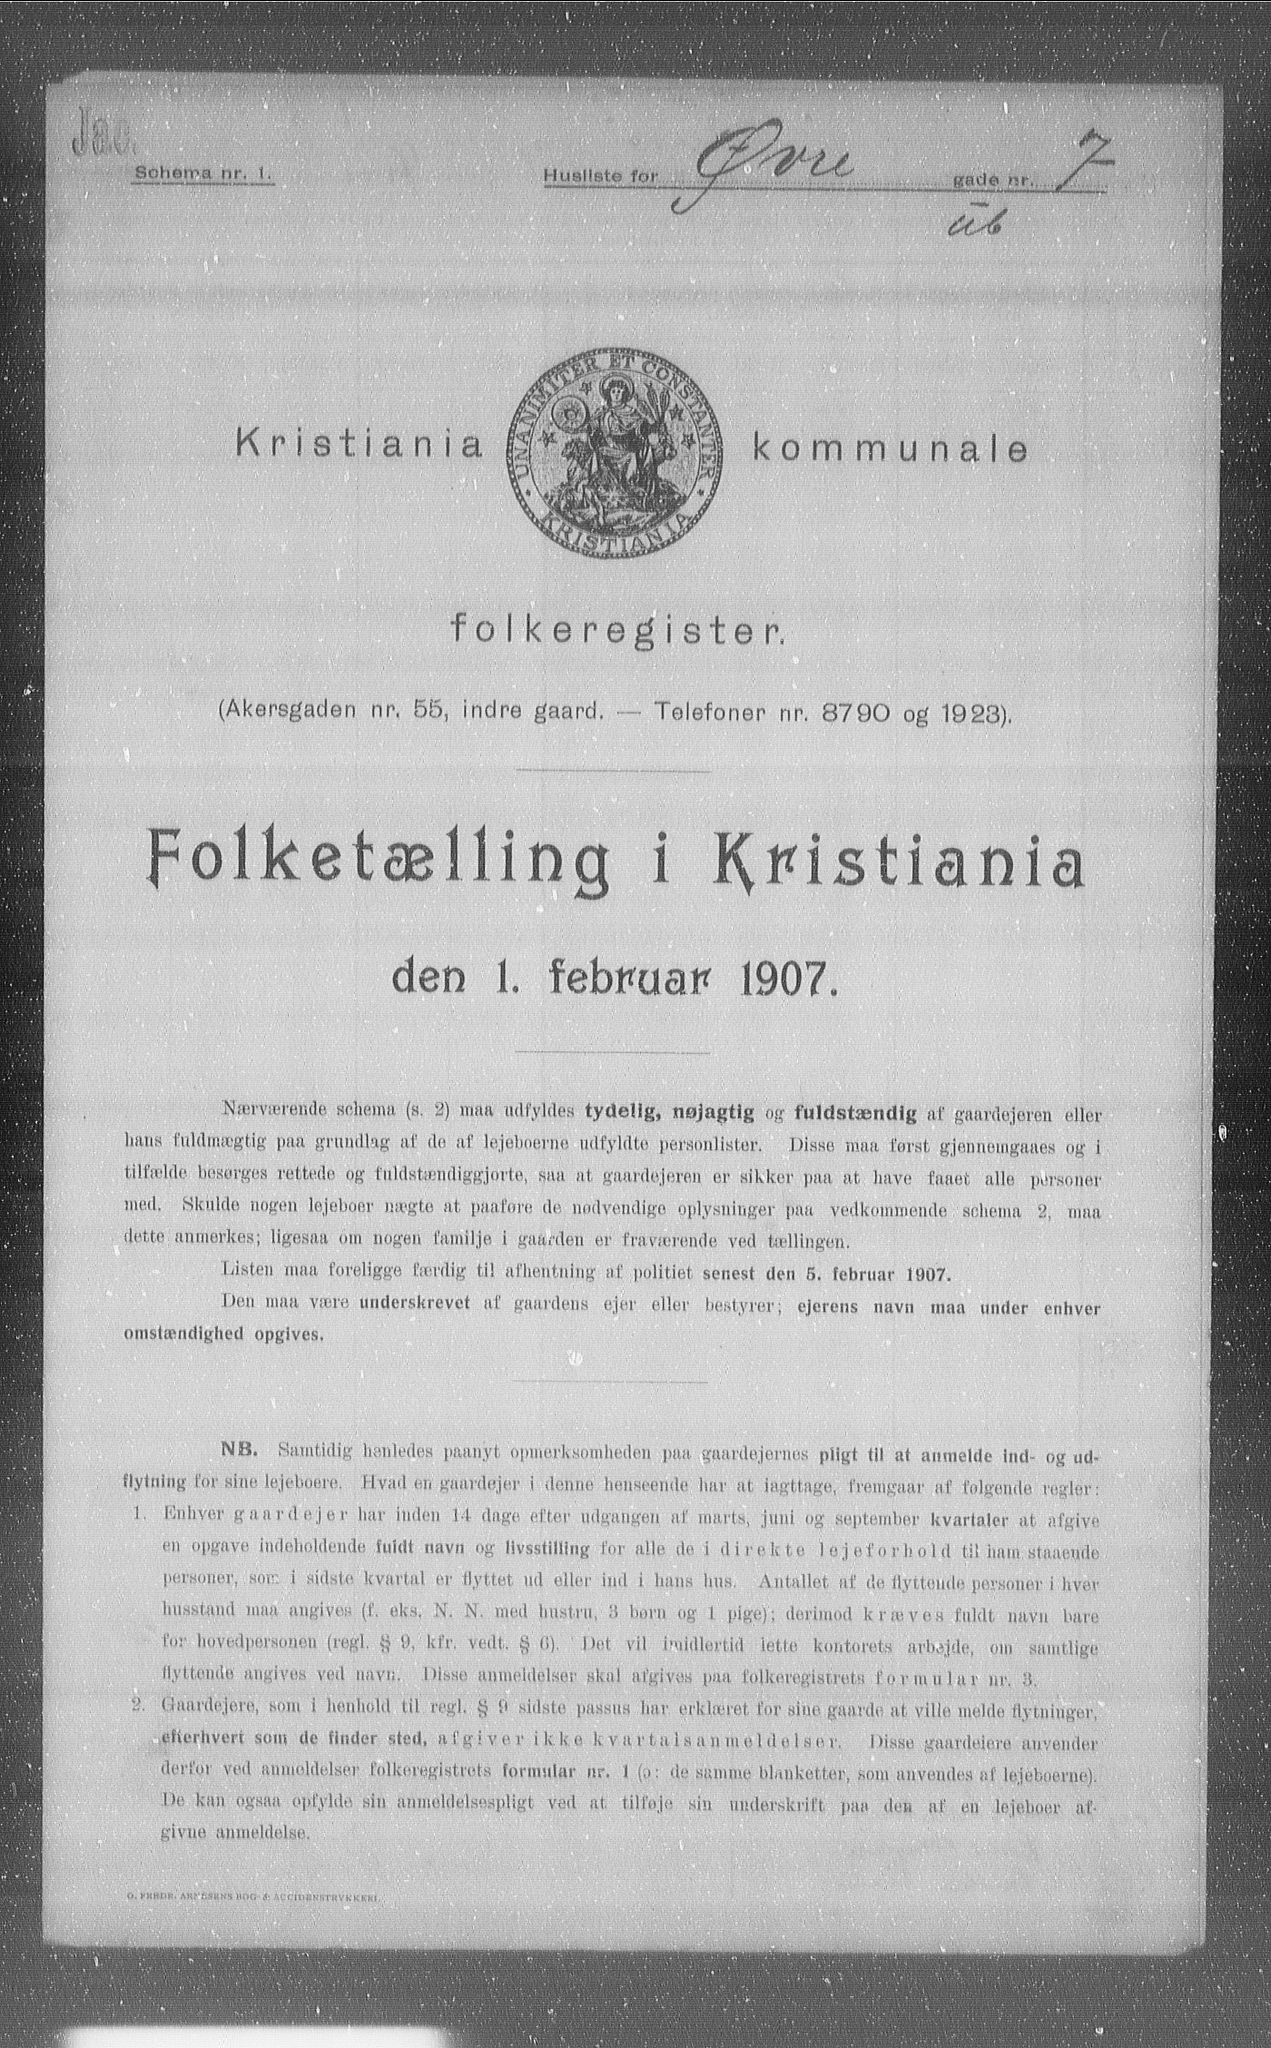 Jac.
Schema nr. 1.
Husliste for Øvre gade nr. 7
ub
UNANIMITER ET CONSTANTER
KRISTIANIA
Kristiania kommunale
folkeregister.
(Akersgaden nr. 55, indre gaard. — Telefoner nr. 8790 og 1923).
Folketælling i Kristiania
den 1. februar 1907.
Nærværende schema (s. 2) maa udfyldes tydelig, nøjagtig og fuldstændig af gaardejeren eller
hans fuldmægtig paa grundlag af de af lejeboerne udfyldte personlister. Disse maa først gjennemgaaes og i
tilfælde besørges rettede og fuldstændiggjorte, saa at gaardejeren er sikker paa at have faaet alle personer
med. Skulde nogen lejeboer nægte at paaføre de nødvendige oplysninger paa vedkommende schema 2, maa
dette anmerkes; ligesaa om nogen familje i gaarden er fraværende ved tællingen.
Listen maa foreligge færdig til afhentning af politiet senest den 5. februar 1907.
Den maa være underskrevet af gaardens ejer eller bestyrer; ejerens navn maa under enhver
omstændighed opgives.
NB. Samtidig henledes paanyt opmerksomheden paa gaardejernes pligt til at anmelde ind- og ud-
flytning for sine lejeboere. Hvad en gaardejer i denne henseende har at iagttage, fremgaar af følgende regler:
1. Enhver gaardejer har inden 14 dage efter udgangen af marts, juni og september kvartaler at afgive
en opgave indeholdende fuldt navn og livsstilling for alle de i direkte lejeforhold til ham staaende
personer, som i sidste kvartal er flyttet ud eller ind i hans hus. Antallet af de flyttende personer i hver
husstand maa angives (f. eks. N. N. med hustru, 3 børn og 1 pige); derimod kræves fuldt navn bare
for hovedpersonen (regl. § 9, kfr. vedt. § 6). Det vil imidlertid lette kontorets arbejde, om samtlige
flyttende angives ved navn. Disse anmeldelser skal afgives paa folkeregistrets formular nr. 3.
2. Gaardejere, som i henhold til regl. § 9 sidste passus har erklæret for sine gaarde at ville melde flytninger,
efterhvert som de finder sted, afgiver ikke kvartalsanmeldelser. Disse gaardeiere anvender
derfor ved anmeldelser folkeregistrets formular nr. 1 (ɔ: de samme blanketter, som anvendes af lejeboerne).
De kan ogsaa opfylde sin anmeldelsespligt ved at tilføje sin underskrift paa den af en lejeboer af-
givne anmeldelse.
O. FREDR. ARNESENS BOG- & ACCIDENSTRYKKERI.